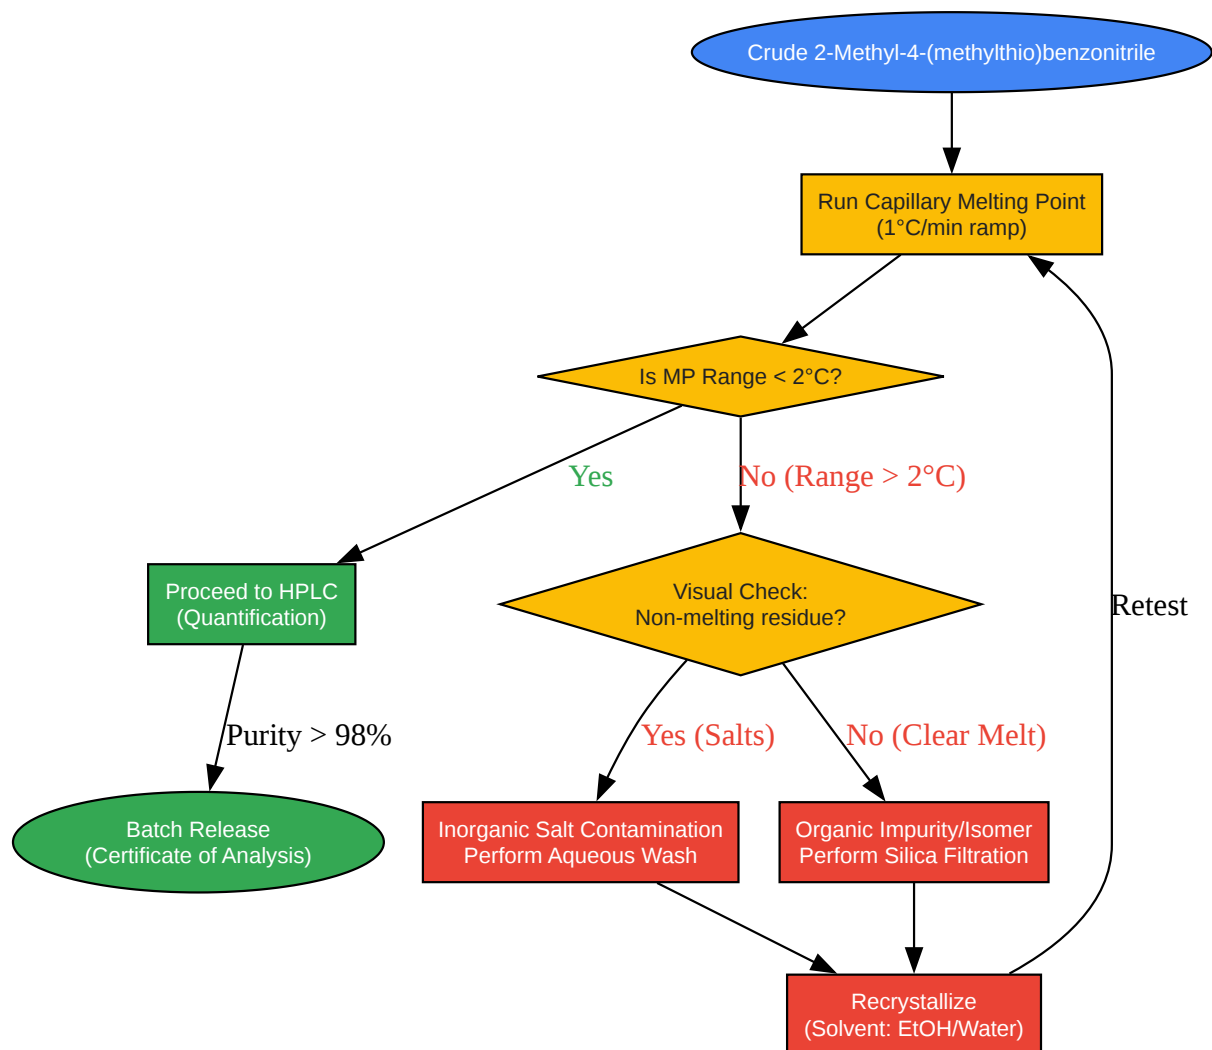 Crude 2-Methyl-4-(methylthio)benzonitrile
Run Capillary Melting Point
(1°C/min ramp)
Is MP Range < 2°C?
Yes
No (Range > 2°C)
Proceed to HPLC
(Quantification)
Visual Check:
Non-melting residue?
Retest
Purity > 98%
Yes (Salts)
No (Clear Melt)
Batch Release
(Certificate of Analysis)
Inorganic Salt Contamination
Perform Aqueous Wash
Organic Impurity/Isomer
Perform Silica Filtration
Recrystallize
(Solvent: EtOH/Water)